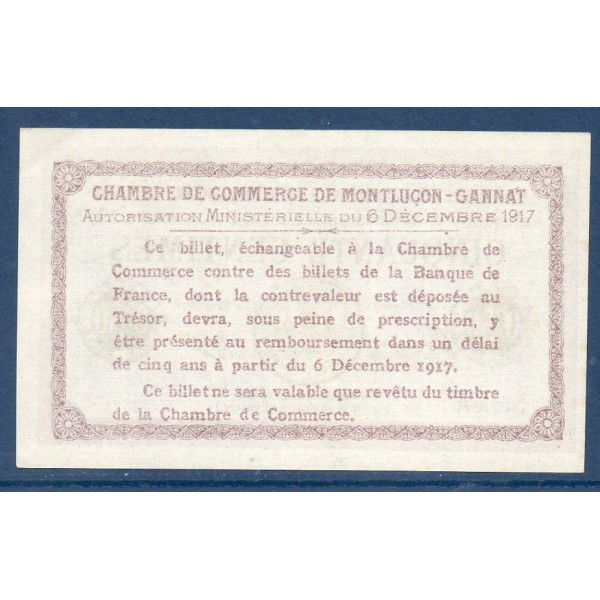 CHAMBRE DE COMMERCE DE MONTLUÇON-GANNAT
AUTORISATION MINISTÉRIELLE DU 6 DÉCEMBRE 1917
Ce billet, échangeable à la Chambre de
Commerce contre des billets de la Banque de
France, dont la contrevaleur est déposée au
Trésor, devra, sous peine de prescription, y
être présenté au remboursement dans un délai
de cinq ans à partir du 6 Décembre 1917.
Ce billet ne sera valable que revêtu du timbre
de la Chambre de Commerce.